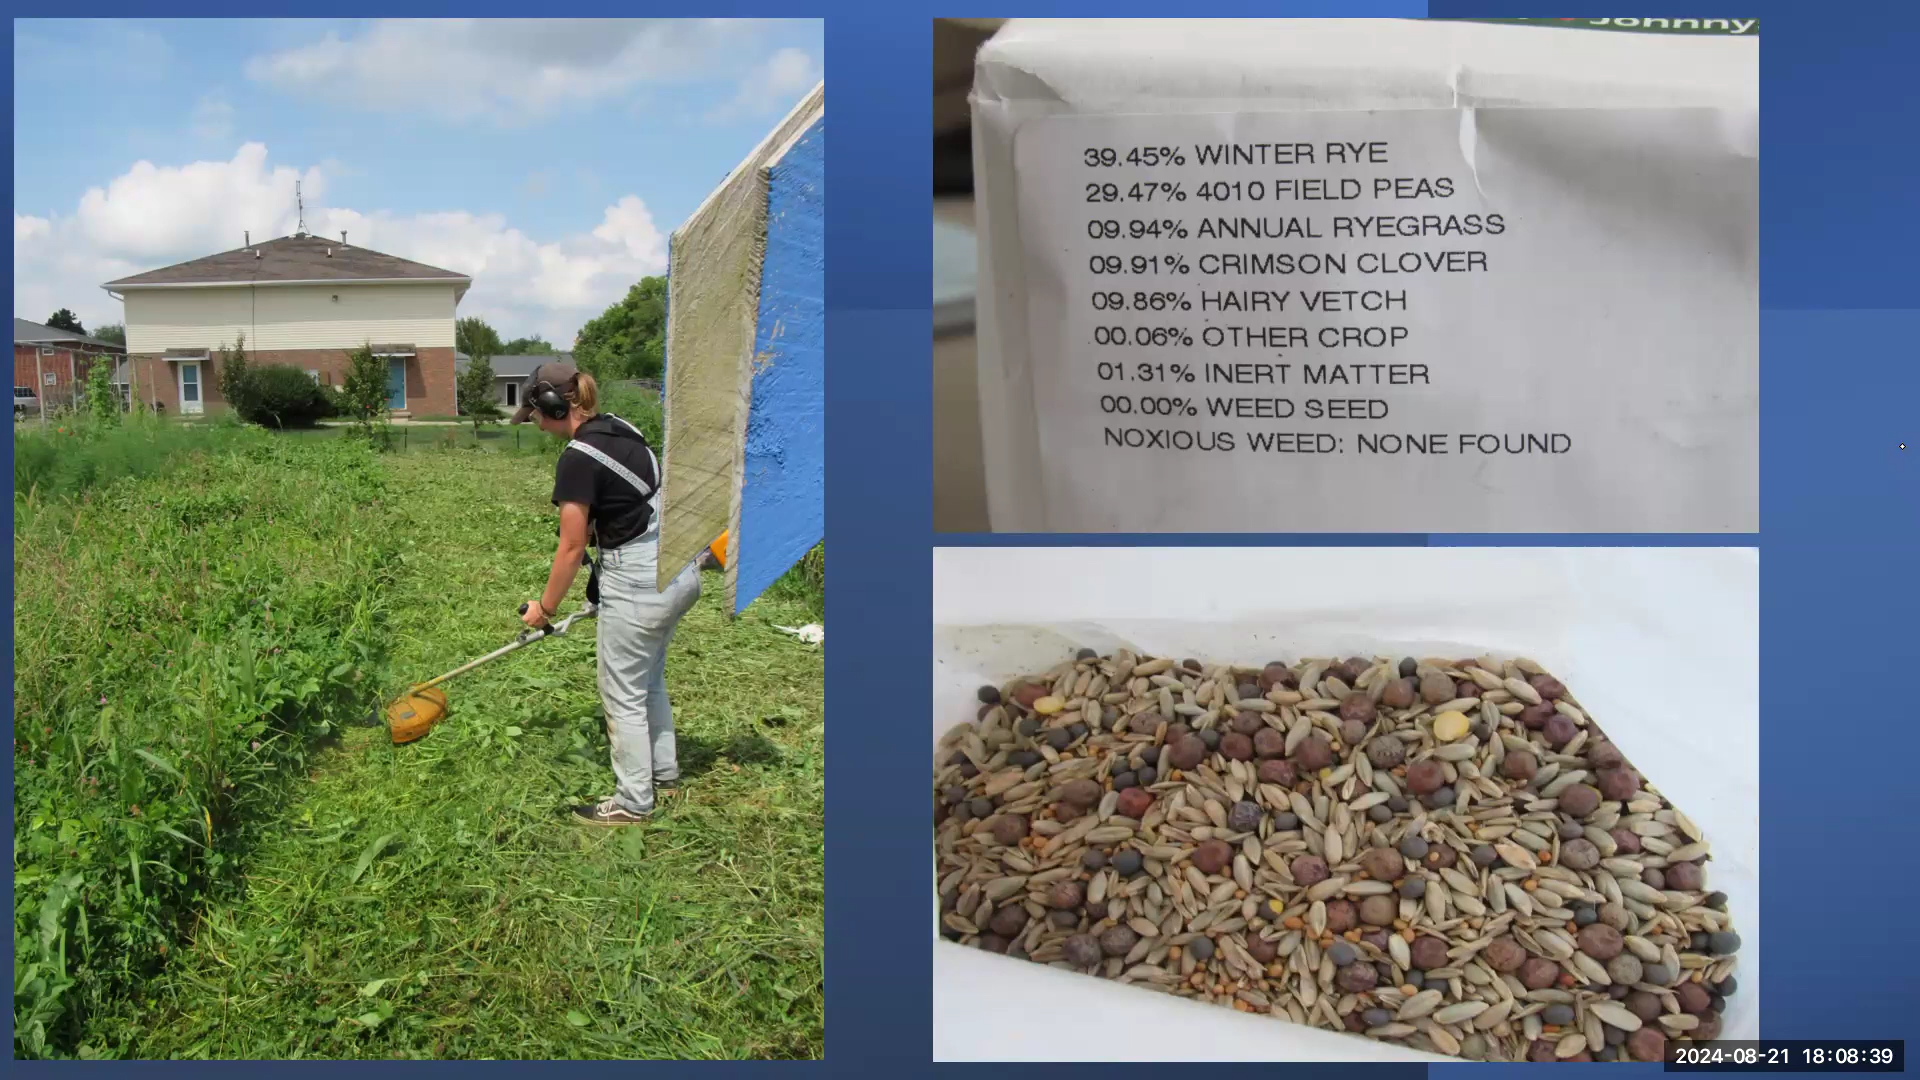 Johnny
39.45% WINTER RYE
29.47% 4010 FIELD PEAS
09.94% ANNUAL RYEGRASS
09.91% CRIMSON CLOVER
09.86% HAIRY VETCH
00.06% OTHER CROP
01.31% INERT MATTER
00.00% WEED SEED
NOXIOUS WEED: NONE FOUND
2024-08-21 18:08:39